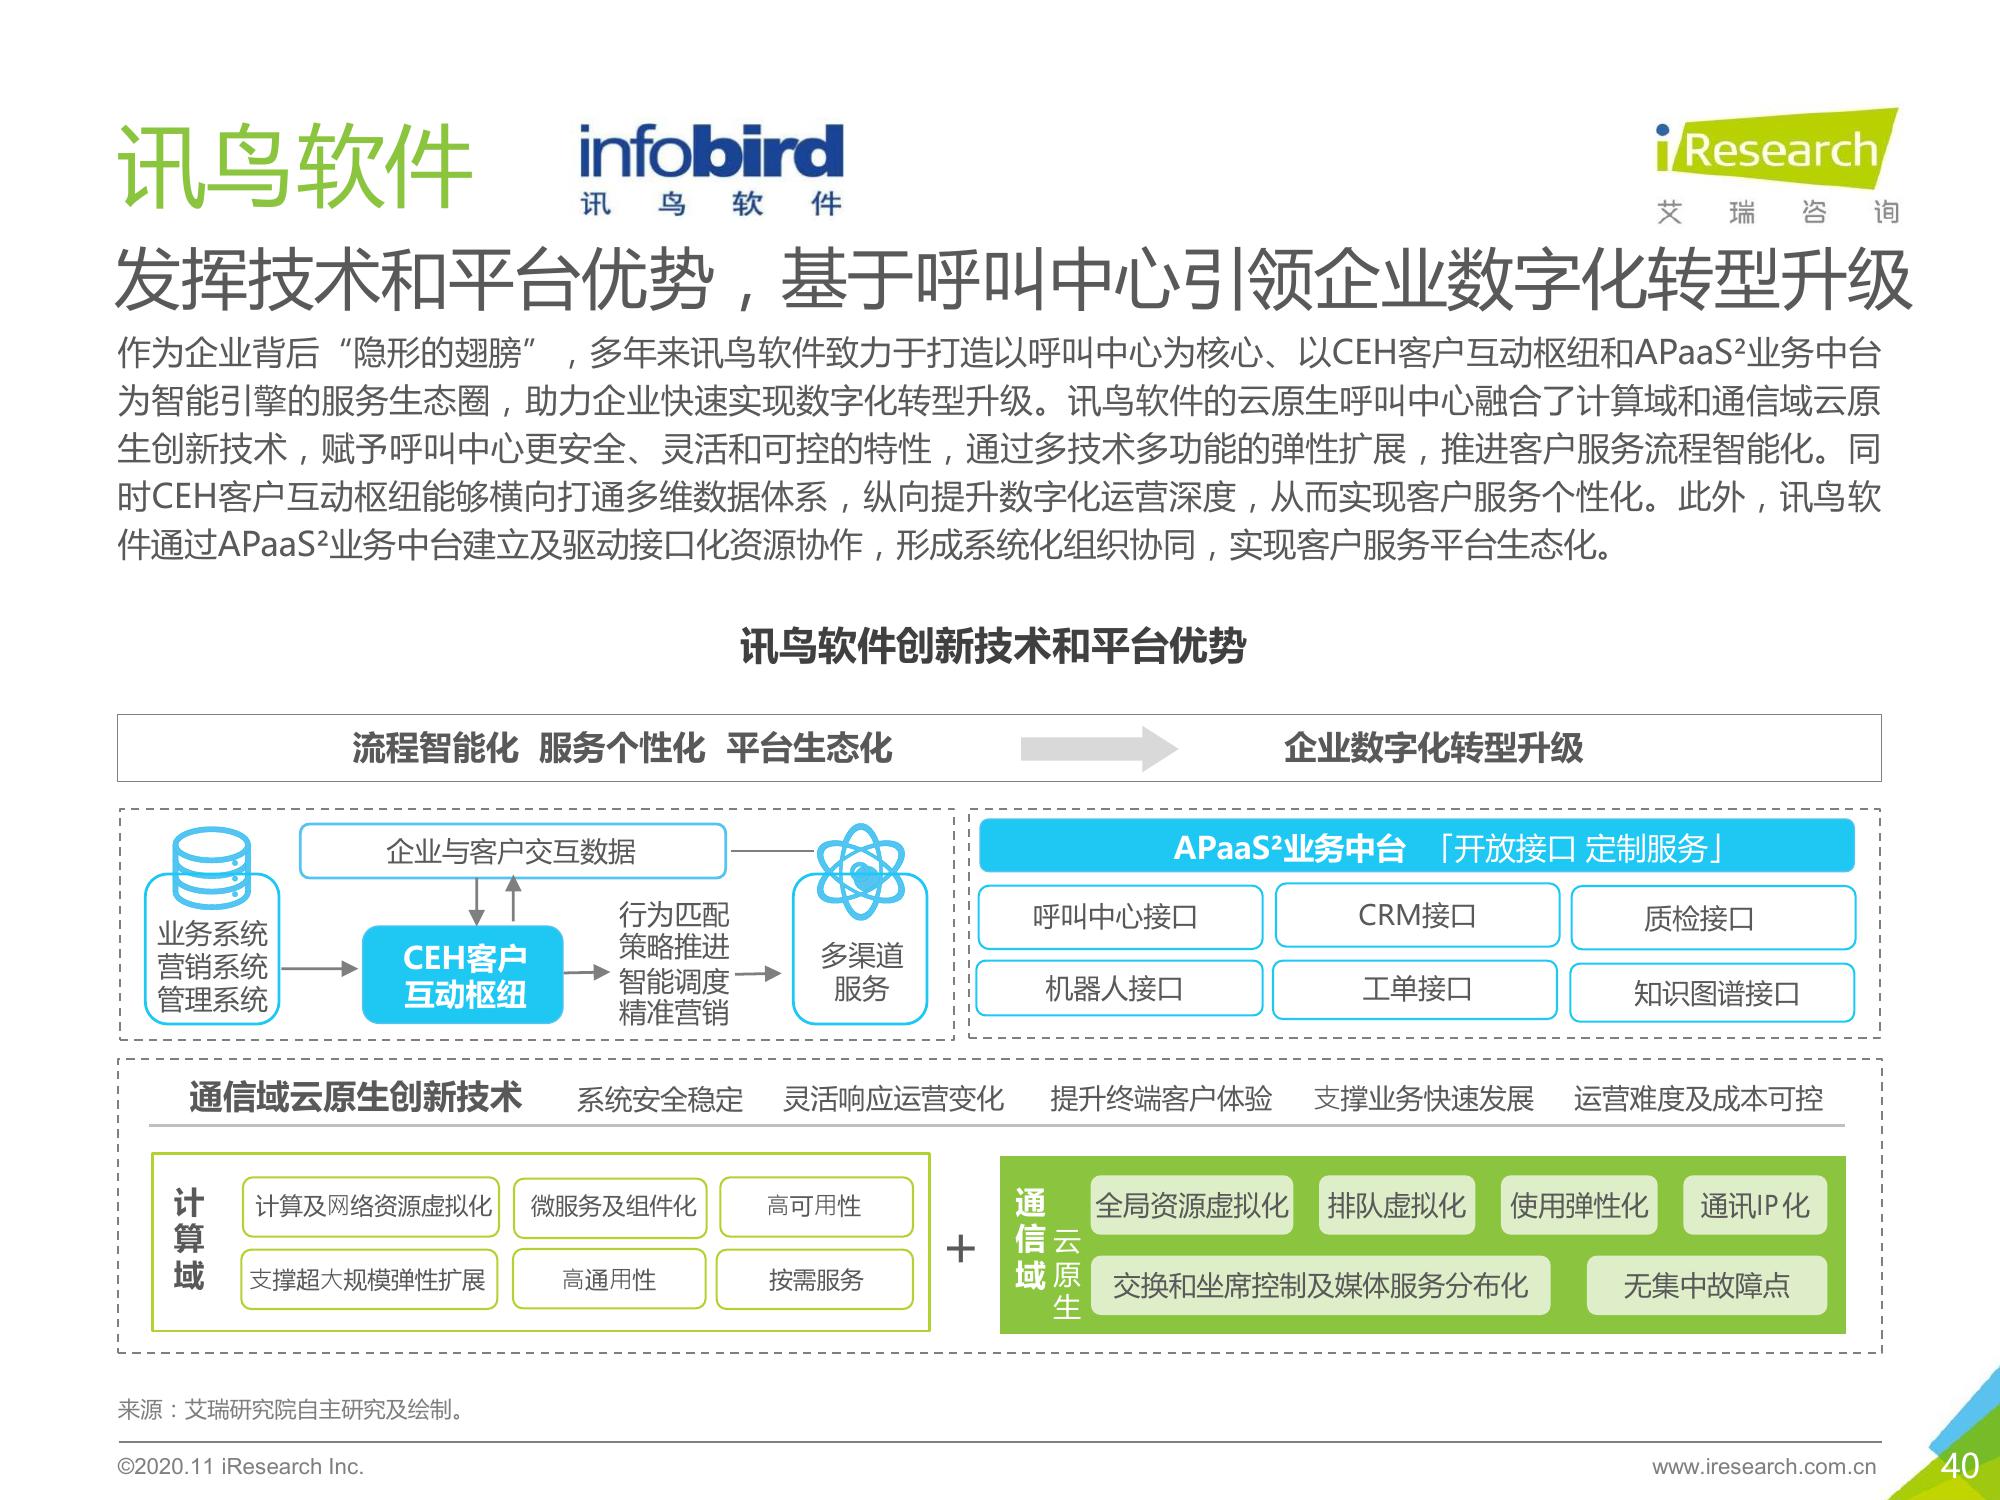 讯鸟软件
infobird
讯鸟软件
iResearch
艾瑞咨询
发挥技术和平台优势，基于呼叫中心引领企业数字化转型升级
作为企业背后“隐形的翅膀”，多年来讯鸟软件致力于打造以呼叫中心为核心、以CEH客户互动枢纽和APaaS²业务中台
为智能引擎的服务生态圈，助力企业快速实现数字化转型升级。讯鸟软件的云原生呼叫中心融合了计算域和通信域云原
生创新技术，赋予呼叫中心更安全、灵活和可控的特性，通过多技术多功能的弹性扩展，推进客户服务流程智能化。同
时CEH客户互动枢纽能够横向打通多维数据体系，纵向提升数字化运营深度，从而实现客户服务个性化。此外，讯鸟软
件通过APaaS²业务中台建立及驱动接口化资源协作，形成系统化组织协同，实现客户服务平台生态化。
讯鸟软件创新技术和平台优势
流程智能化 服务个性化 平台生态化
企业数字化转型升级
企业与客户交互数据
业务系统
营销系统
管理系统
CEH客户
互动枢纽
行为匹配
策略推进
智能调度
精准营销
多渠道
服务
APaaS²业务中台 「开放接口 定制服务」
呼叫中心接口
CRM接口
质检接口
机器人接口
工单接口
知识图谱接口
通信域云原生创新技术
系统安全稳定
灵活响应运营变化
提升终端客户体验
支撑业务快速发展
运营难度及成本可控
计算域
计算及网络资源虚拟化
微服务及组件化
高可用性
支撑超大规模弹性扩展
高通用性
按需服务
+
通信域
云原生
全局资源虚拟化
排队虚拟化
使用弹性化
通讯IP化
交换和坐席控制及媒体服务分布化
无集中故障点
来源：艾瑞研究院自主研究及绘制。
©2020.11 iResearch Inc.
www.iresearch.com.cn
40